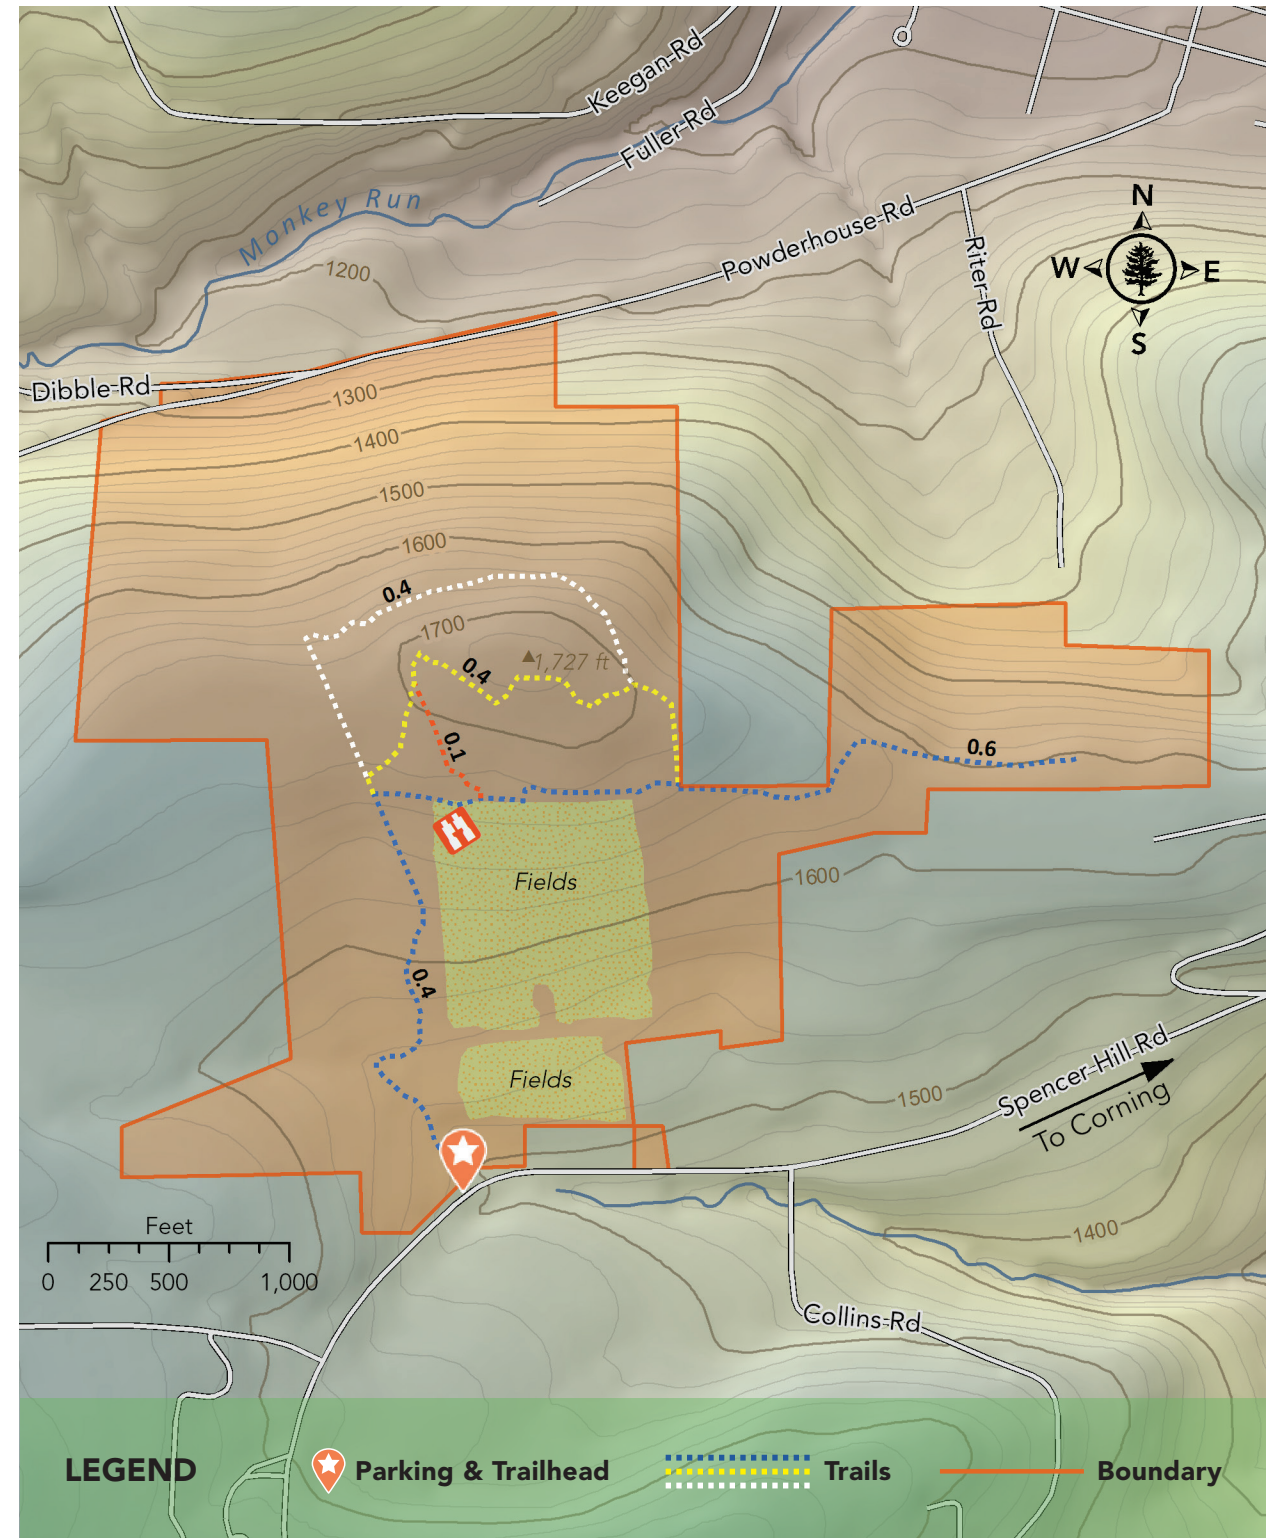 Keegan Rd
Fuller Rd
Monkey Run
N
W
E
S
Powderhouse Rd
Riter Rd
1200
Dibble Rd
1300
1400
1500
1600
0.4
1700
1,727 ft
0.4
0.1
0.6
Fields
1600
0.4
Fields
1500
Spencer Hill Rd
To Corning
1400
Feet
0 250 500 1,000
Collins Rd
LEGEND
Parking & Trailhead
Trails
Boundary